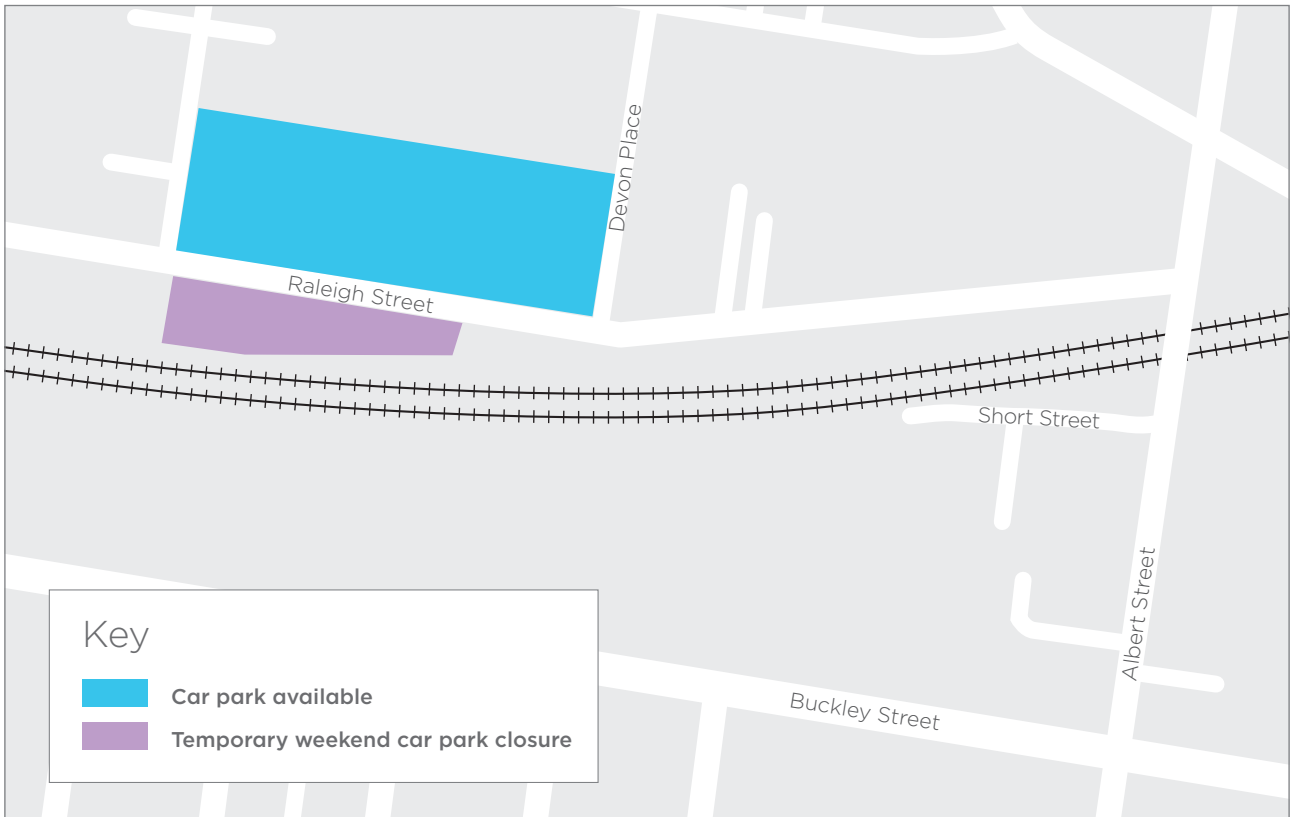 Devon Place
Raleigh Street
Short Street
Albert Street
Buckley Street
Key
Car park available
Temporary weekend car park closure